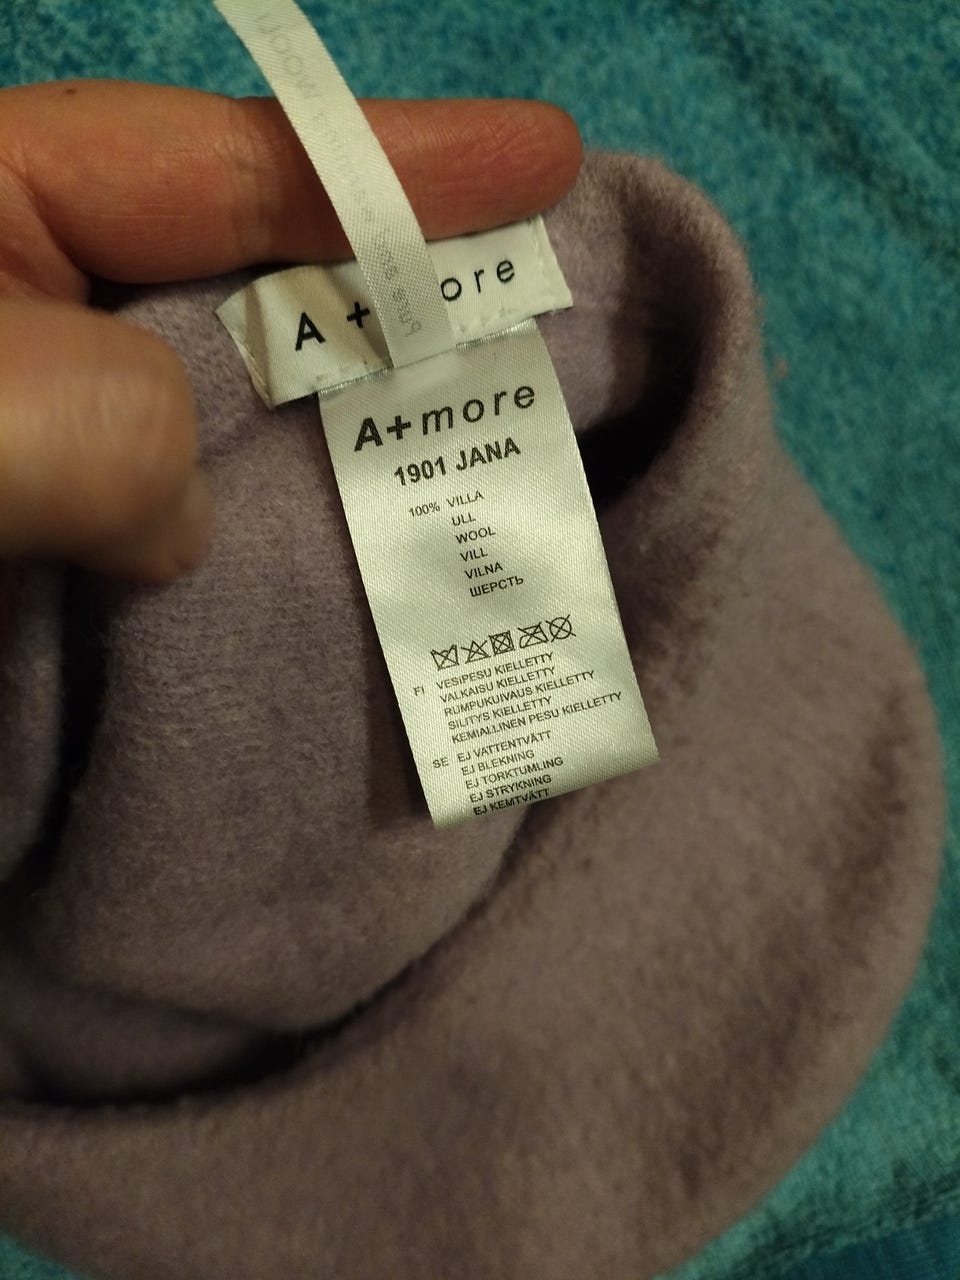 A + ore
A+more
1901 JANA
100% VILLA
ULL
WOOL
VILL
VILNA
ШЕРСТЬ
FI VESIPESU KIELLETTY
VALKAISU KIELLETTY
RUMPUKUIVAUS KIELLETTY
SILITYS KIELLETTY
KEMIALLINEN PESU KIELLETTY
SE EJ VATTENTVÄTT
EJ BLEKNING
EJ TORKTUMLING
EJ STRYKNING
EJ KEMTVÄTT